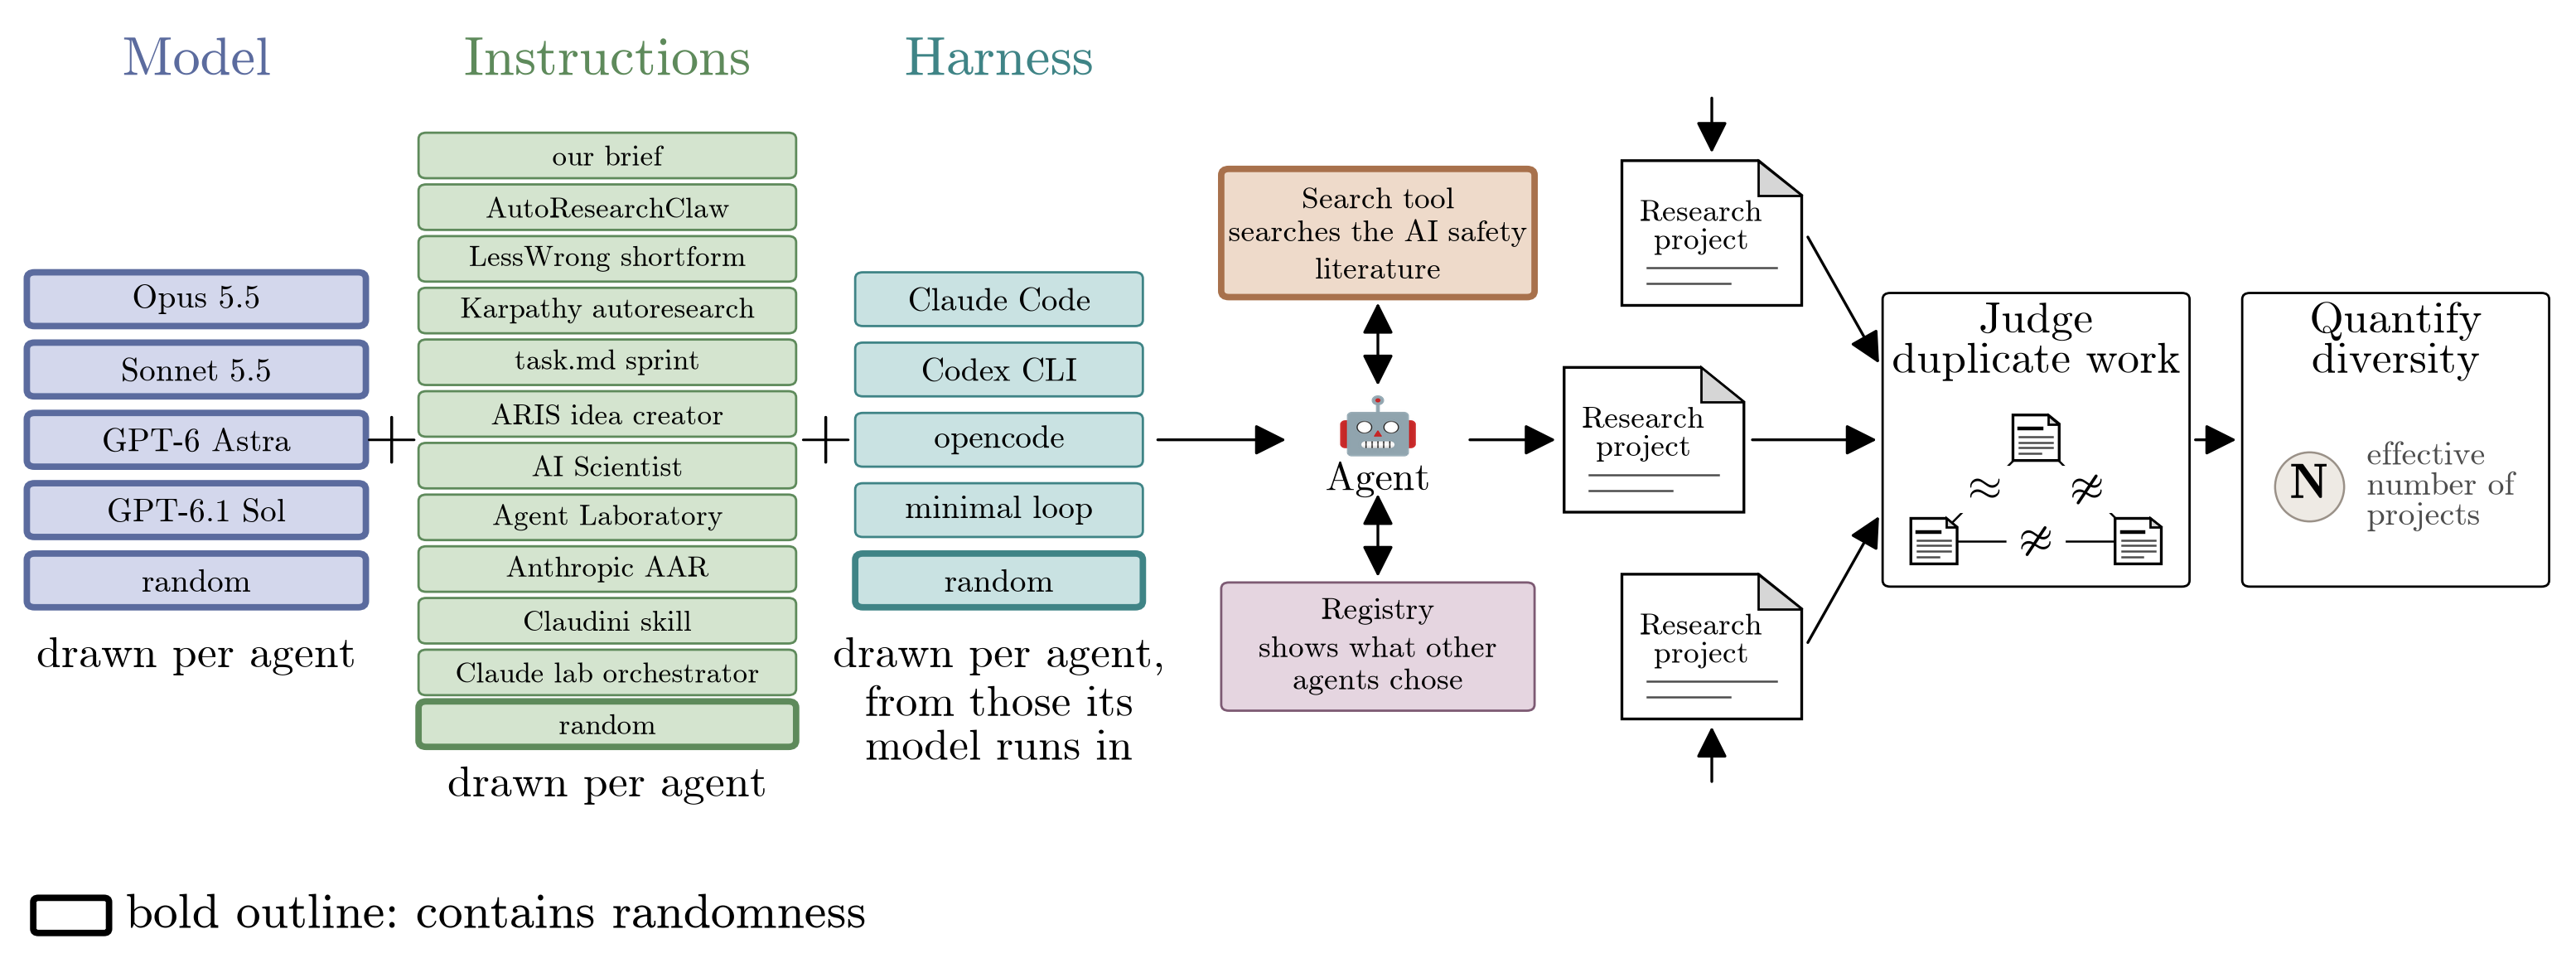 Model
Opus 5.5
Sonnet 5.5
GPT-6 Astra
GPT-6.1 Sol
random
drawn per agent
+
Instructions
our brief
AutoResearchClaw
LessWrong shortform
Karpathy autoresearch
task.md sprint
ARIS idea creator
AI Scientist
Agent Laboratory
Anthropic AAR
Claudini skill
Claude lab orchestrator
random
drawn per agent
+
Harness
Claude Code
Codex CLI
opencode
minimal loop
random
drawn per agent,
from those its
model runs in
Search tool
searches the AI safety
literature
Agent
Registry
shows what other
agents chose
Research
project
Research
project
Research
project
Judge
duplicate work
≈
≉
≉
Quantify
diversity
N
effective
number of
projects
bold outline: contains randomness